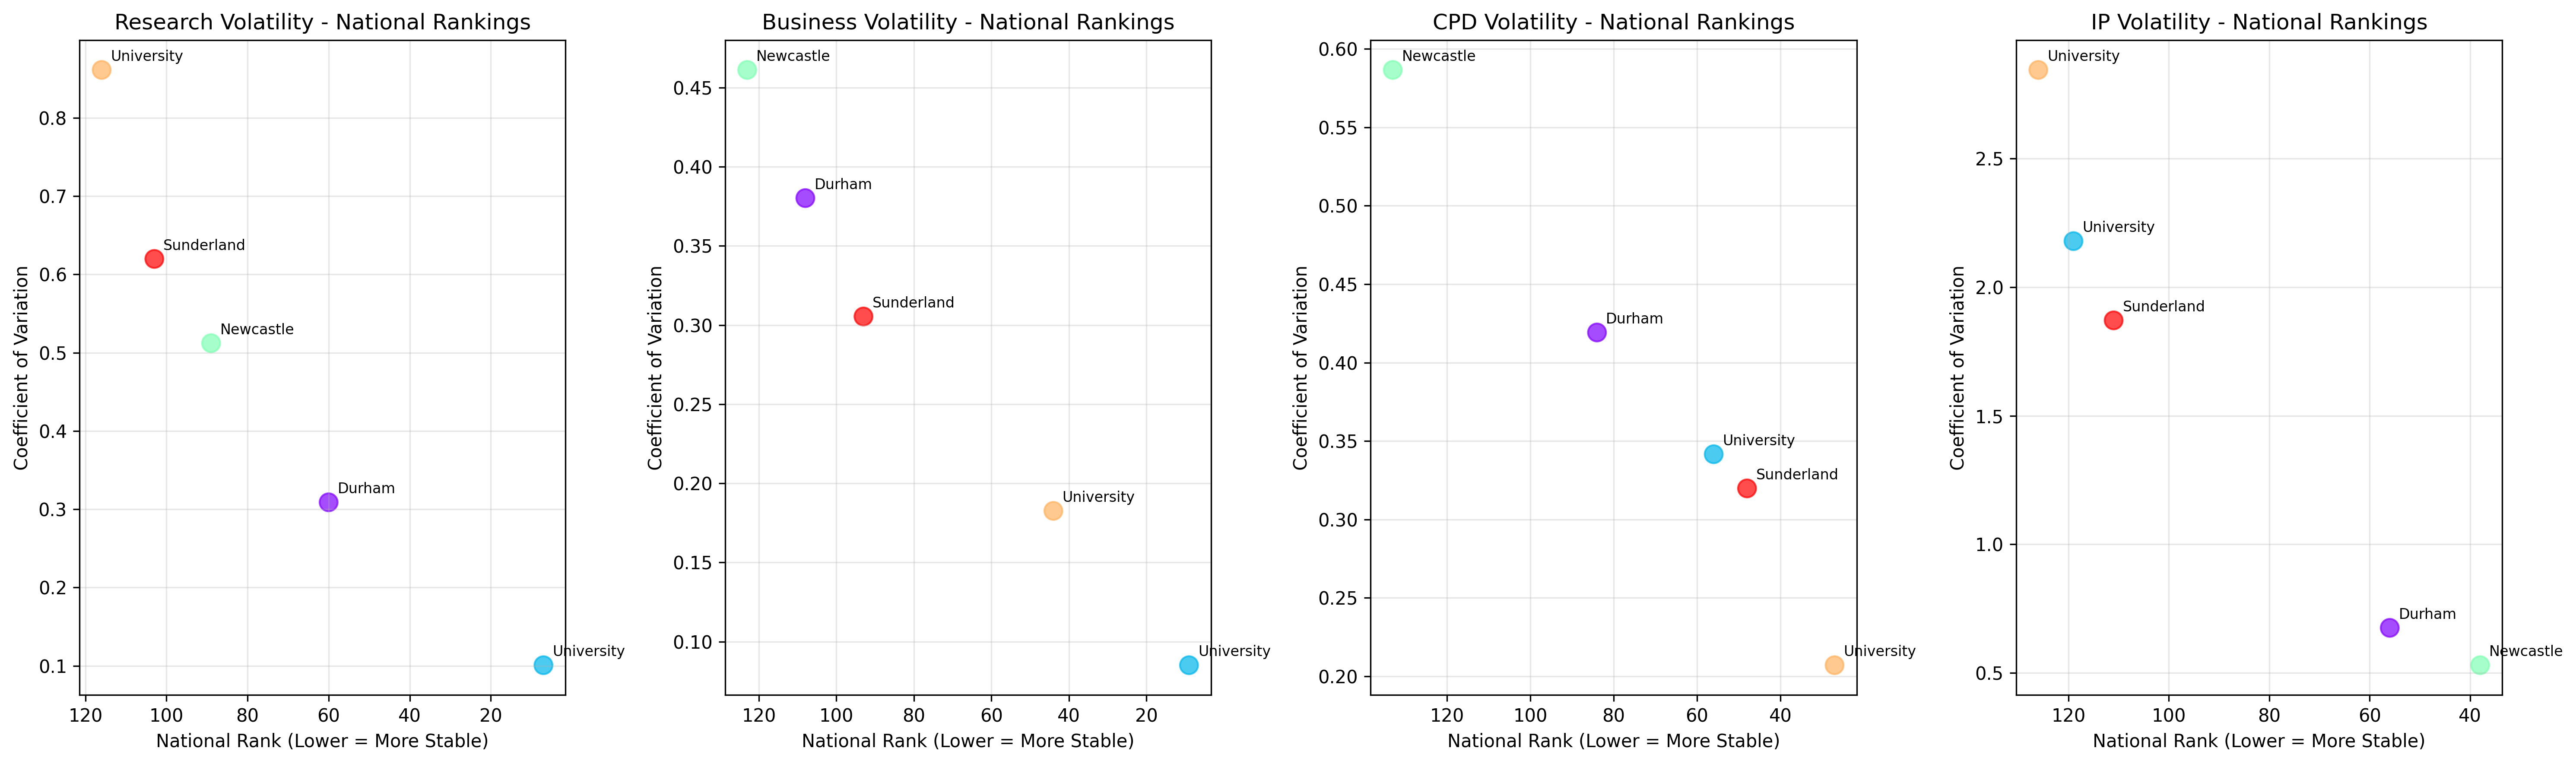 Research Volatility - National Rankings
University
Sunderland
Newcastle
Durham
University
0.8
0.7
0.6
0.5
0.4
0.3
0.2
0.1
Coefficient of Variation
120 100 80 60 40 20
National Rank (Lower = More Stable)
Business Volatility - National Rankings
Newcastle
Durham
Sunderland
University
University
0.45
0.40
0.35
0.30
0.25
0.20
0.15
0.10
Coefficient of Variation
120 100 80 60 40 20
National Rank (Lower = More Stable)
CPD Volatility - National Rankings
Newcastle
Durham
University
Sunderland
University
0.60
0.55
0.50
0.45
0.40
0.35
0.30
0.25
0.20
Coefficient of Variation
120 100 80 60 40
National Rank (Lower = More Stable)
IP Volatility - National Rankings
University
University
Sunderland
Durham
Newcastle
2.5
2.0
1.5
1.0
0.5
Coefficient of Variation
120 100 80 60 40
National Rank (Lower = More Stable)